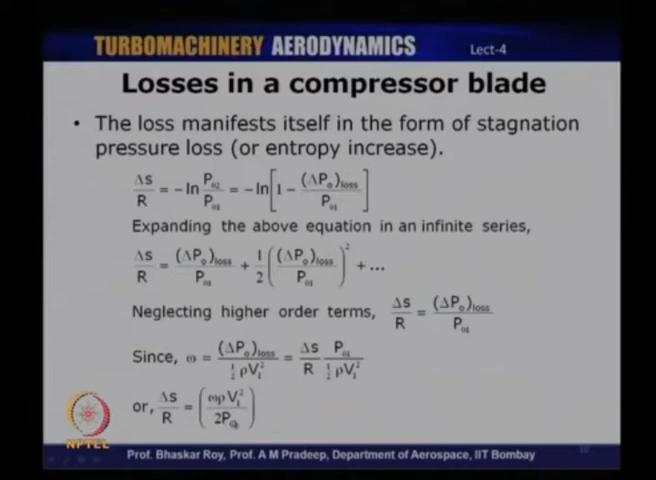 TURBOMACHINERY AERODYNAMICS Lect-4
Losses in a compressor blade
• The loss manifests itself in the form of stagnation
pressure loss (or entropy increase).
Δs/R = -ln P₀₂/P₀₁ = -ln[1 - (ΔP₀)loss/P₀₁]
Expanding the above equation in an infinite series,
Δs/R = (ΔP₀)loss/P₀₁ + 1/2((ΔP₀)loss/P₀₁)² + ...
Neglecting higher order terms, Δs/R = (ΔP₀)loss/P₀₁
Since, ω = (ΔP₀)loss/½ρV₁² = Δs/R P₀₁/½ρV₁²
or, Δs/R = (ωρV₁²/2P₀)
NPTEL
Prof. Bhaskar Roy, Prof. A M Pradeep, Department of Aerospace, IIT Bombay